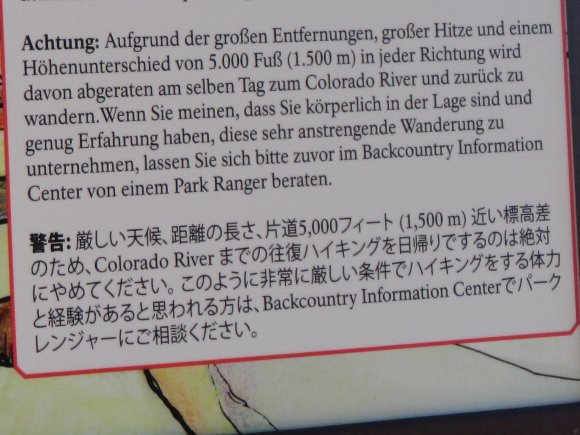 Achtung: Aufgrund der großen Entfernungen, großer Hitze und einem
Höhenunterschied von 5.000 Fuß (1.500 m) in jeder Richtung wird
davon abgeraten am selben Tag zum Colorado River und zurück zu
wandern. Wenn Sie meinen, dass Sie körperlich in der Lage sind und
genug Erfahrung haben, diese sehr anstrengende Wanderung zu
unternehmen, lassen Sie sich bitte zuvor im Backcountry Information
Center von einem Park Ranger beraten.
警告: 厳しい天候、距離の長さ、片道5,000フィート (1,500 m) 近い標高差
のため、Colorado River までの往復ハイキングを日帰りでするのは絶対
にやめてください。このように非常に厳しい条件でハイキングをする体力
と経験があると思われる方は、Backcountry Information Centerでパーク
レンジャーにご相談ください。